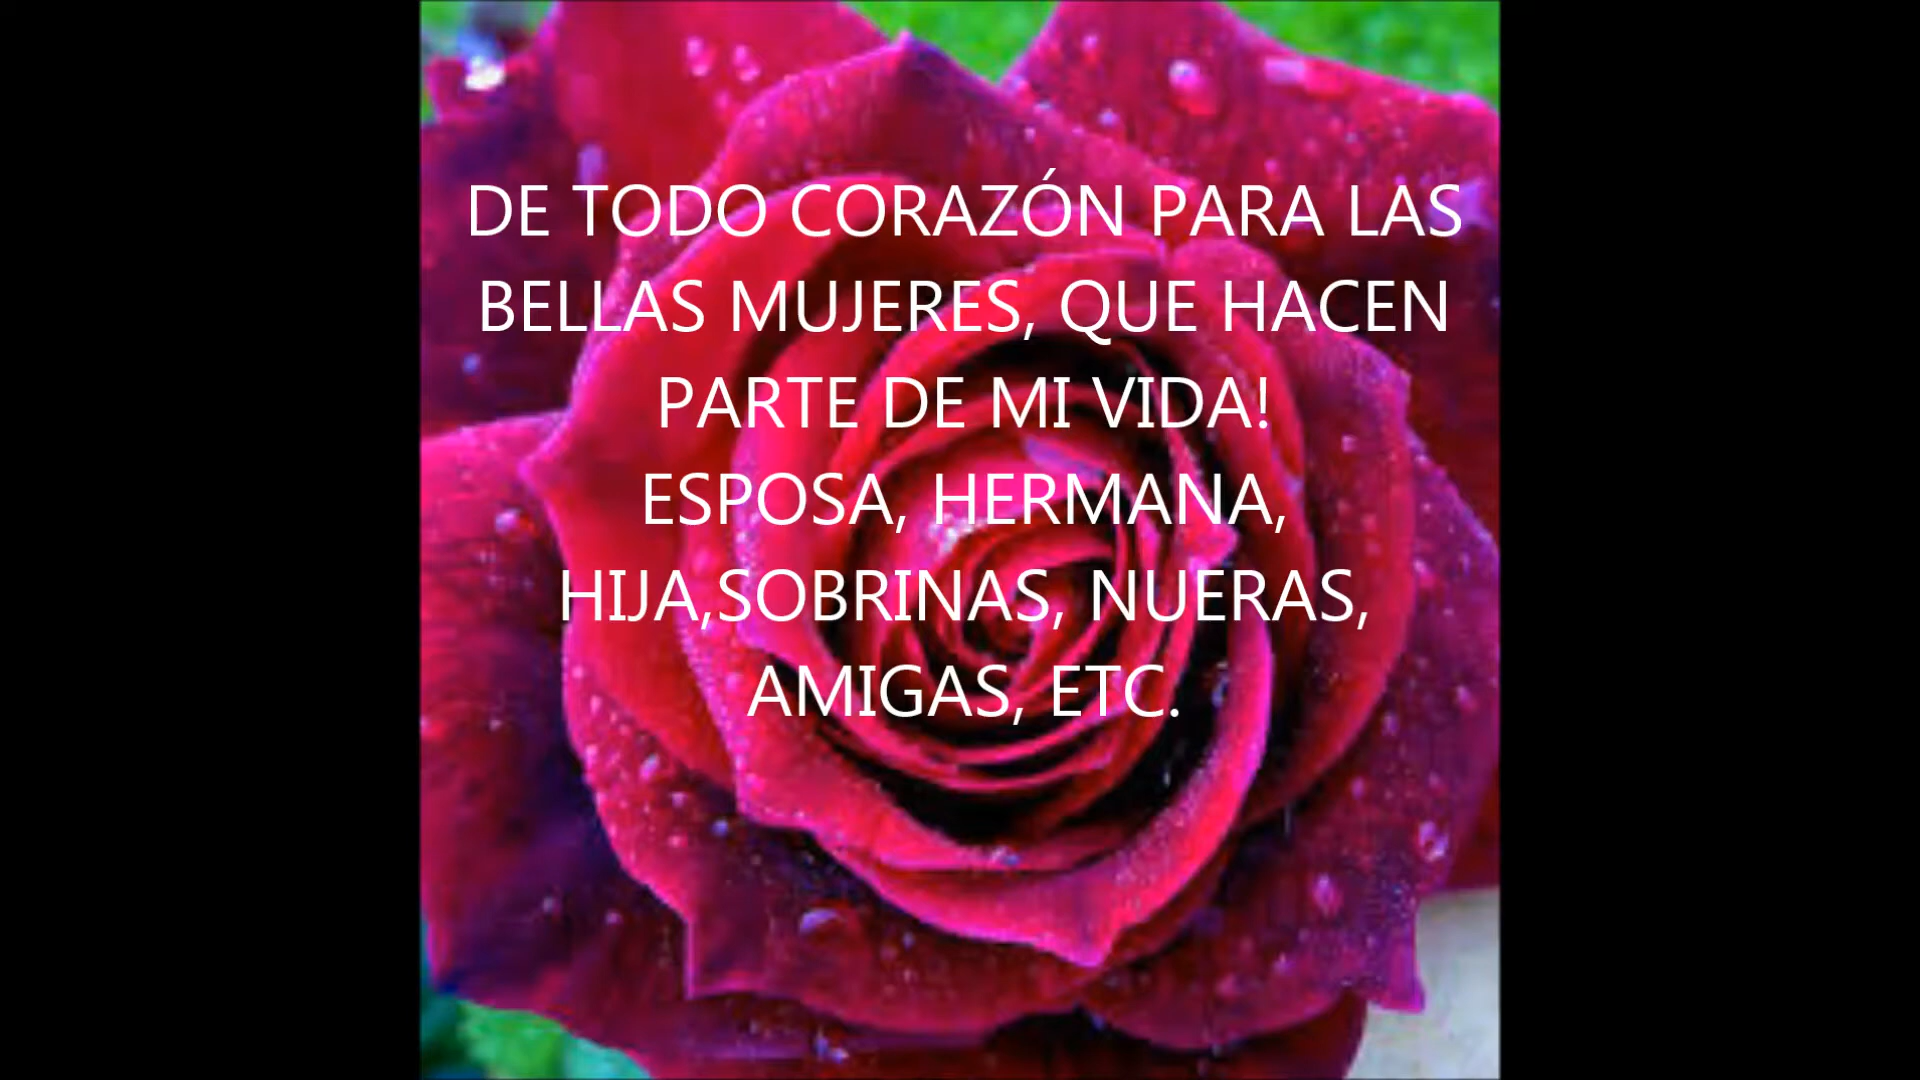 DE TODO CORAZÓN PARA LAS
BELLAS MUJERES, QUE HACEN
PARTE DE MI VIDA!
ESPOSA, HERMANA,
HIJA,SOBRINAS, NUERAS,
AMIGAS, ETC.